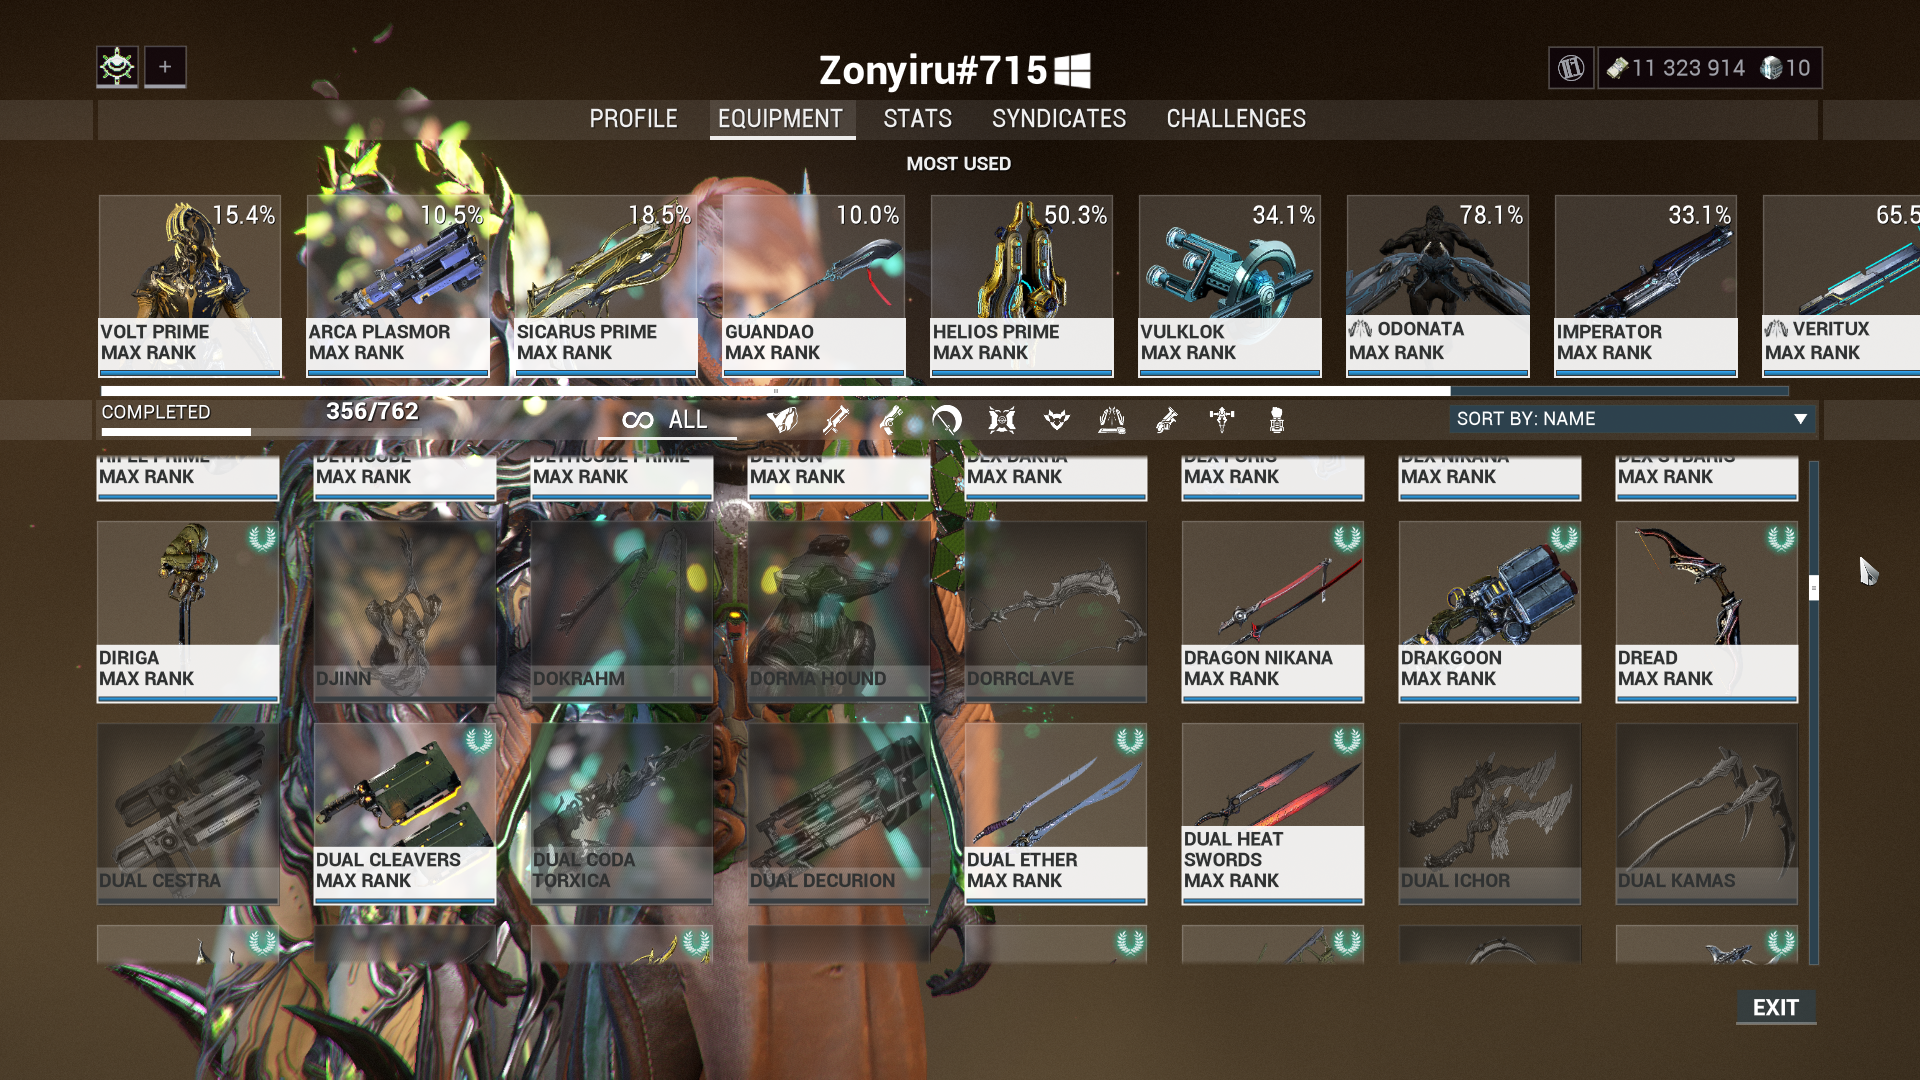 Zonyiru#715
11 323 914
10
PROFILE
EQUIPMENT
STATS
SYNDICATES
CHALLENGES
MOST USED
15.4%
10.5%
18.5%
10.0%
50.3%
34.1%
78.1%
33.1%
65.5
VOLT PRIME
MAX RANK
ARCA PLASMOR
MAX RANK
SICARUS PRIME
MAX RANK
GUANDAO
MAX RANK
HELIOS PRIME
MAX RANK
VULKLOK
MAX RANK
ODONATA
MAX RANK
IMPERATOR
MAX RANK
VERITUX
MAX RANK
COMPLETED
356/762
ALL
SORT BY: NAME
MAX RANK
MAX RANK
MAX RANK
MAX RANK
MAX RANK
MAX RANK
MAX RANK
MAX RANK
DIRIGA
MAX RANK
DJINN
DOKRAHM
DORMA HOUND
DORRCLAVE
DRAGON NIKANA
MAX RANK
DRAKGOON
MAX RANK
DREAD
MAX RANK
DUAL CESTRA
DUAL CLEAVERS
MAX RANK
DUAL CODA
TORXICA
DUAL DECURION
DUAL ETHER
MAX RANK
DUAL HEAT
SWORDS
MAX RANK
DUAL ICHOR
DUAL KAMAS
EXIT